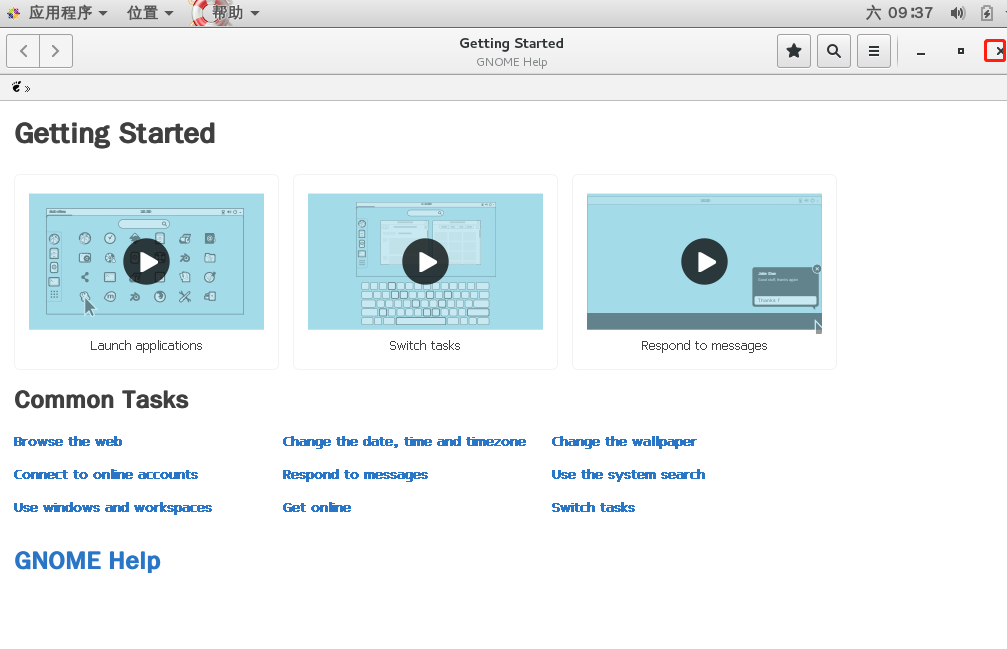 应用程序 位置 帮助 六 09:37
Getting Started
GNOME Help
»
Getting Started
Launch applications
Switch tasks
Respond to messages
Common Tasks
Browse the web
Change the date, time and timezone
Change the wallpaper
Connect to online accounts
Respond to messages
Use the system search
Use windows and workspaces
Get online
Switch tasks
GNOME Help